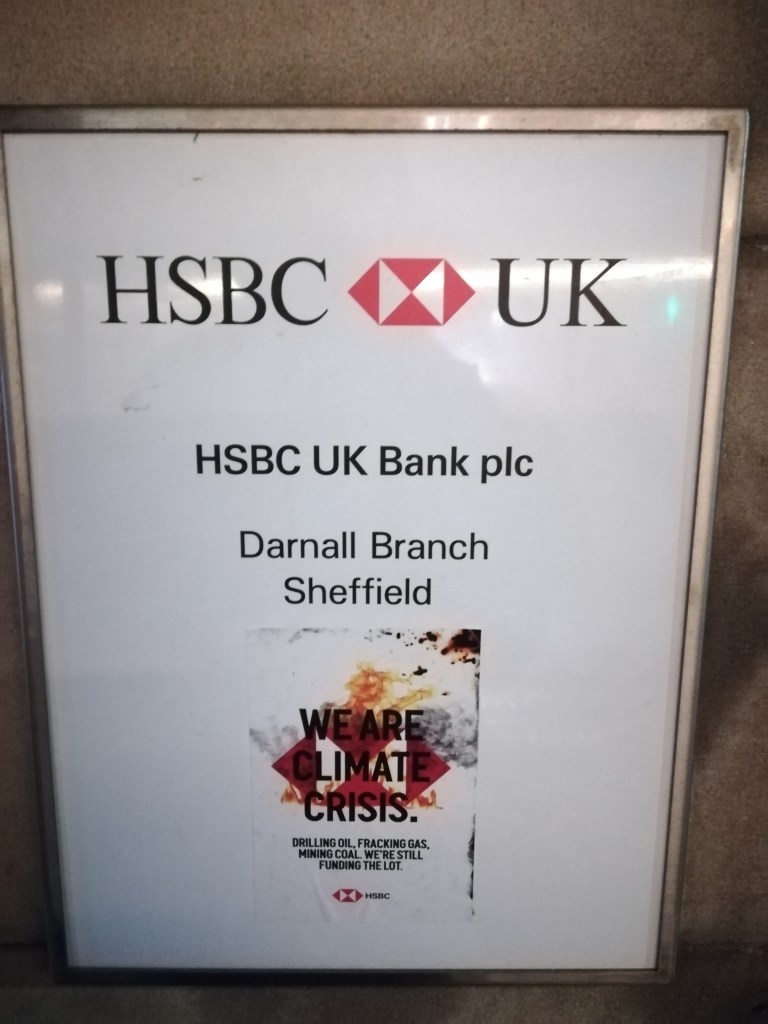 HSBC UK
HSBC UK Bank plc
Darnall Branch
Sheffield
WE ARE
CLIMATE
CRISIS.
DRILLING OIL, FRACKING GAS,
MINING COAL. WE'RE STILL
FUNDING THE LOT.
HSBC